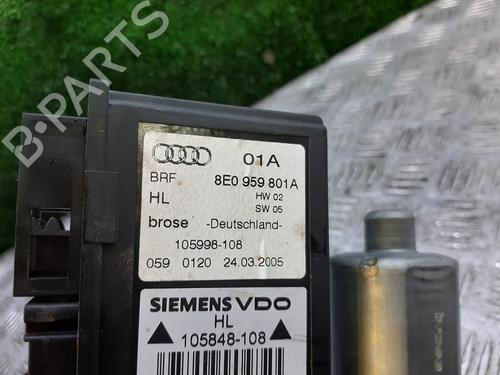 B-PARTS
01A
BRF 8E0 959 801A
HL HW 02
SW 05
brose -Deutschland-
105998-108
059 0120 24.03.2005
SIEMENS VDO
HL
105848-108